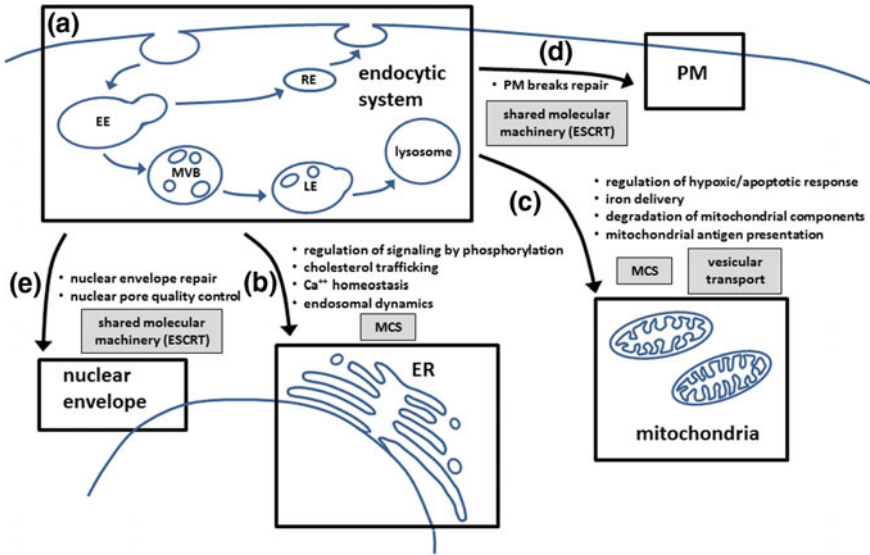 (a)
endocytic
system
EE
RE
MVB
LE
lysosome
(d)
• PM breaks repair
shared molecular
machinery (ESCRT)
PM
(c)
• regulation of hypoxic/apoptotic response
• iron delivery
• degradation of mitochondrial components
• mitochondrial antigen presentation
MCS
vesicular
transport
mitochondria
(e)
• nuclear envelope repair
• nuclear pore quality control
shared molecular
machinery (ESCRT)
nuclear
envelope
(b)
• regulation of signaling by phosphorylation
• cholesterol trafficking
• Ca⁺⁺ homeostasis
• endosomal dynamics
MCS
ER